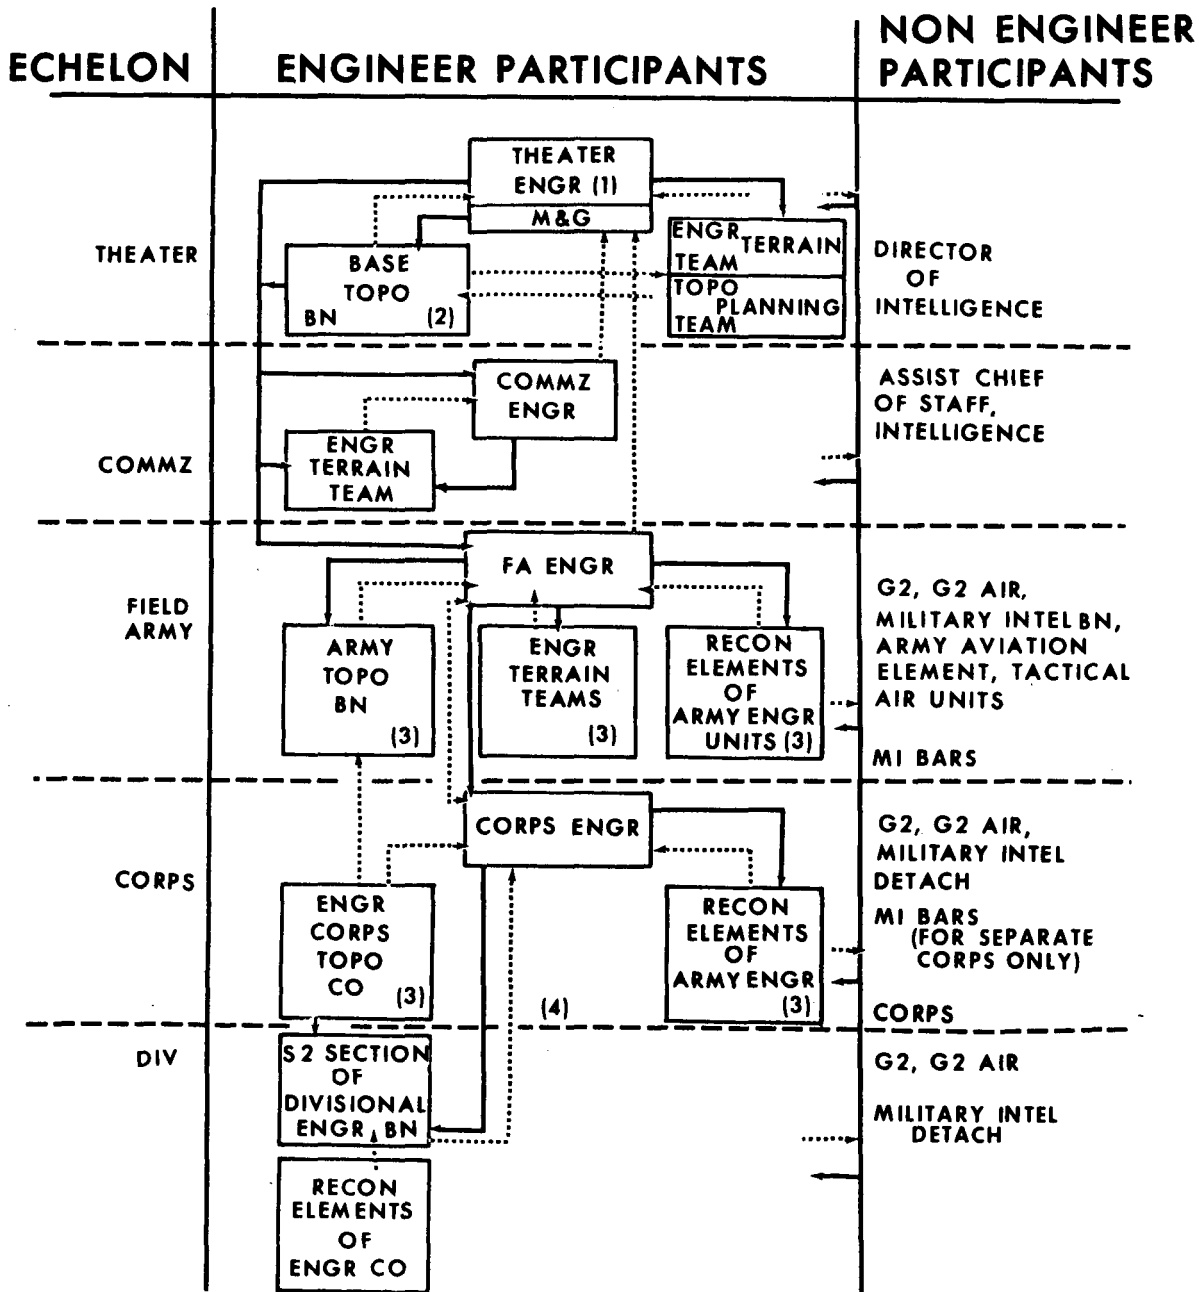 ECHELON
ENGINEER PARTICIPANTS
NON ENGINEER
PARTICIPANTS
THEATER
THEATER
ENGR (1)
M&G
BASE
TOPO
BN (2)
ENGR TERRAIN
TEAM
TOPO PLANNING
TEAM
DIRECTOR
OF
INTELLIGENCE
COMMZ
COMMZ
ENGR
ENGR
TERRAIN
TEAM
ASSIST CHIEF
OF STAFF,
INTELLIGENCE
FIELD
ARMY
FA ENGR
ARMY
TOPO
BN
(3)
ENGR
TERRAIN
TEAMS
(3)
RECON
ELEMENTS
OF
ARMY ENGR
UNITS (3)
G2, G2 AIR,
MILITARY INTEL BN,
ARMY AVIATION
ELEMENT, TACTICAL
AIR UNITS
MI BARS
CORPS
CORPS ENGR
ENGR
CORPS
TOPO
CO
(3)
(4)
RECON
ELEMENTS
OF
ARMY ENGR
(3)
G2, G2 AIR,
MILITARY INTEL
DETACH
MI BARS
(FOR SEPARATE
CORPS ONLY)
CORPS
DIV
S2 SECTION
OF
DIVISIONAL
ENGR BN
RECON
ELEMENTS
OF
ENGR CO
G2, G2 AIR
MILITARY INTEL
DETACH